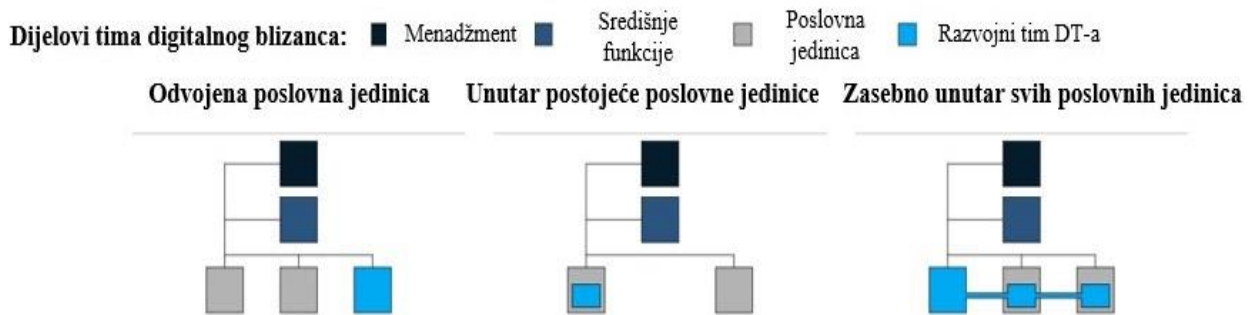 Dijelovi tima digitalnog blizanca:
Menadžment
Središnje
funkcije
Poslovna
jedinica
Razvojni tim DT-a
Odvojena poslovna jedinica
Unutar postojeće poslovne jedinice
Zasebno unutar svih poslovnih jedinica